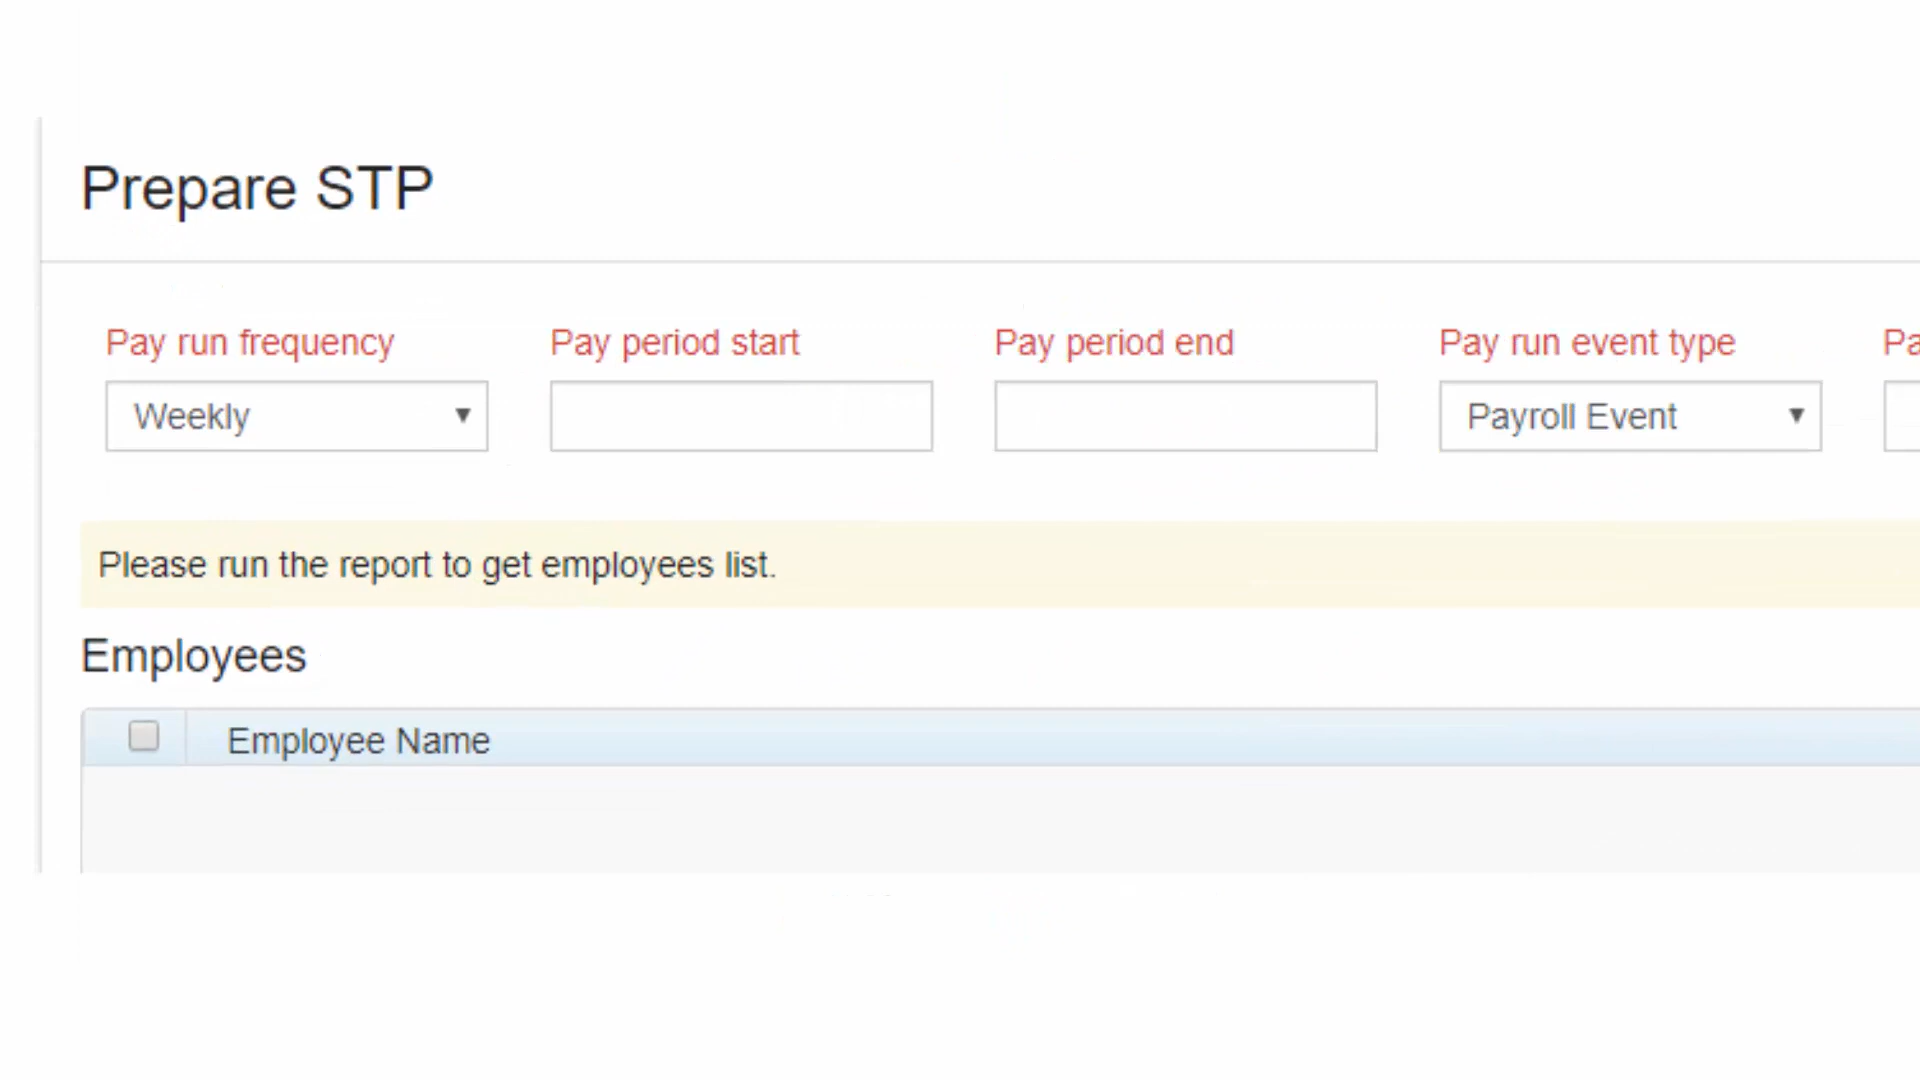 Prepare STP
Pay run frequency Pay period start Pay period end Pay run event type Pa
Weekly Payroll Event
Please run the report to get employees list.
Employees
Employee Name